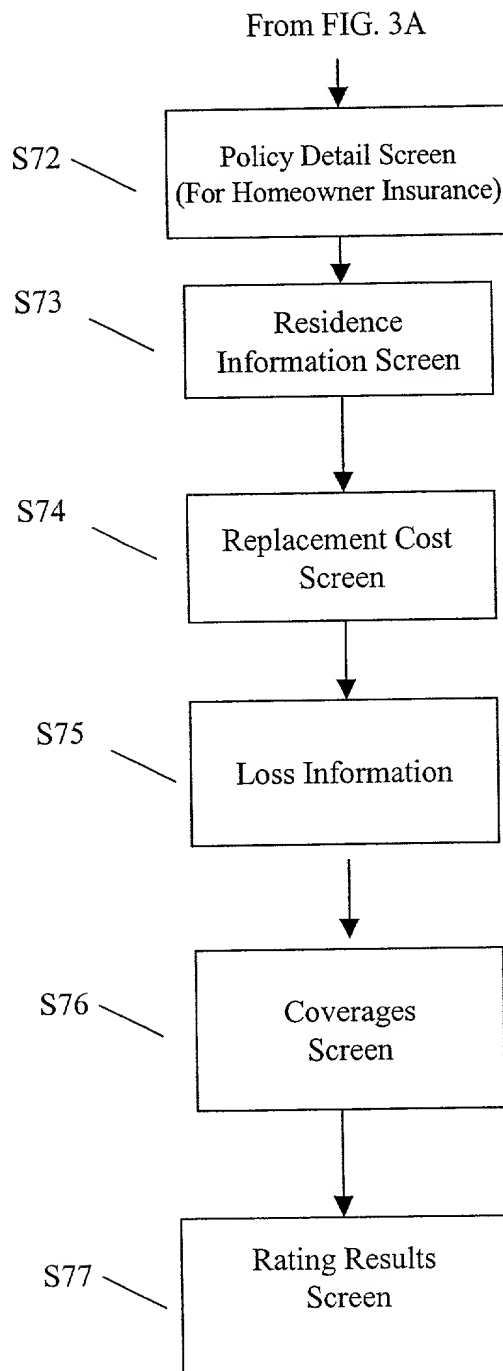 From FIG. 3A
S72
Policy Detail Screen
(For Homeowner Insurance)
S73
Residence
Information Screen
S74
Replacement Cost
Screen
S75
Loss Information
S76
Coverages
Screen
S77
Rating Results
Screen